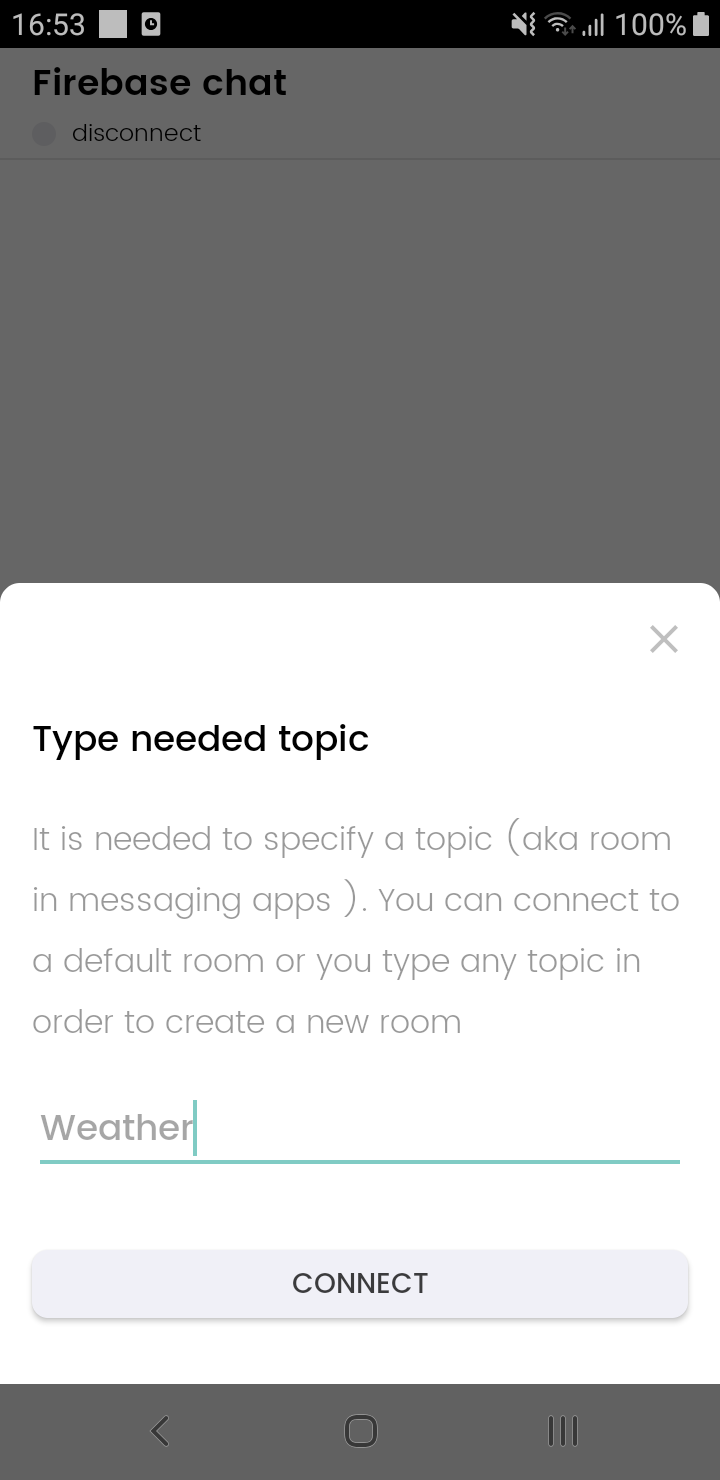 16:53 100%
Firebase chat
disconnect
Type needed topic
It is needed to specify a topic (aka room
in messaging apps ). You can connect to
a default room or you type any topic in
order to create a new room
Weather
CONNECT